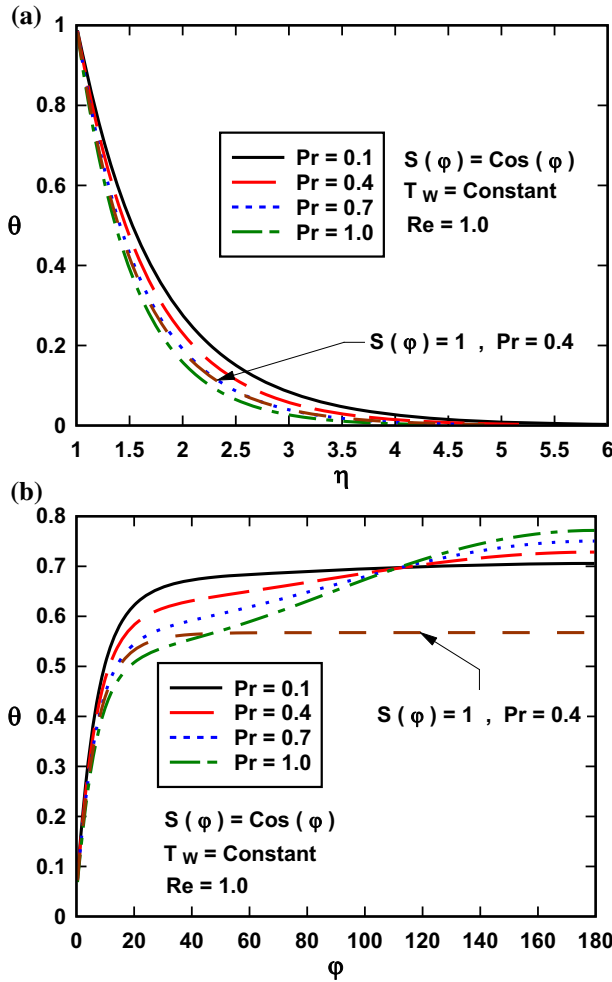 (a)
1
0.8
0.6
θ
0.4
0.2
0
Pr = 0.1
Pr = 0.4
Pr = 0.7
Pr = 1.0
S ( φ ) = Cos ( φ )
T W = Constant
Re = 1.0
S ( φ ) = 1 , Pr = 0.4
1 1.5 2 2.5 3 3.5 4 4.5 5 5.5 6
η
(b)
0.8
0.7
0.6
0.5
θ
0.4
0.3
0.2
0.1
0
S ( φ ) = 1 , Pr = 0.4
Pr = 0.1
Pr = 0.4
Pr = 0.7
Pr = 1.0
S ( φ ) = Cos ( φ )
T W = Constant
Re = 1.0
0 20 40 60 80 100 120 140 160 180
φ